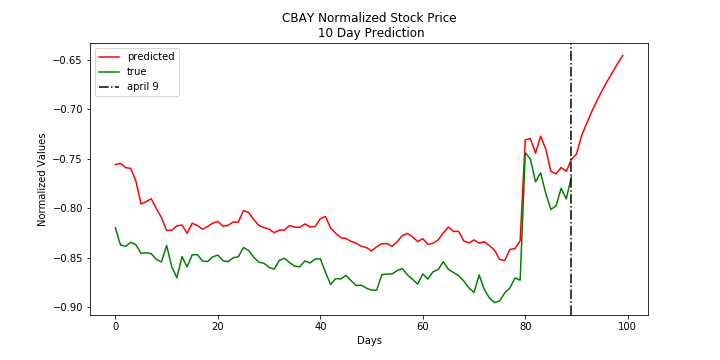 CBAY Normalized Stock Price
10 Day Prediction
predicted
true
april 9
−0.65
−0.70
−0.75
−0.80
−0.85
−0.90
Normalized Values
0 20 40 60 80 100
Days